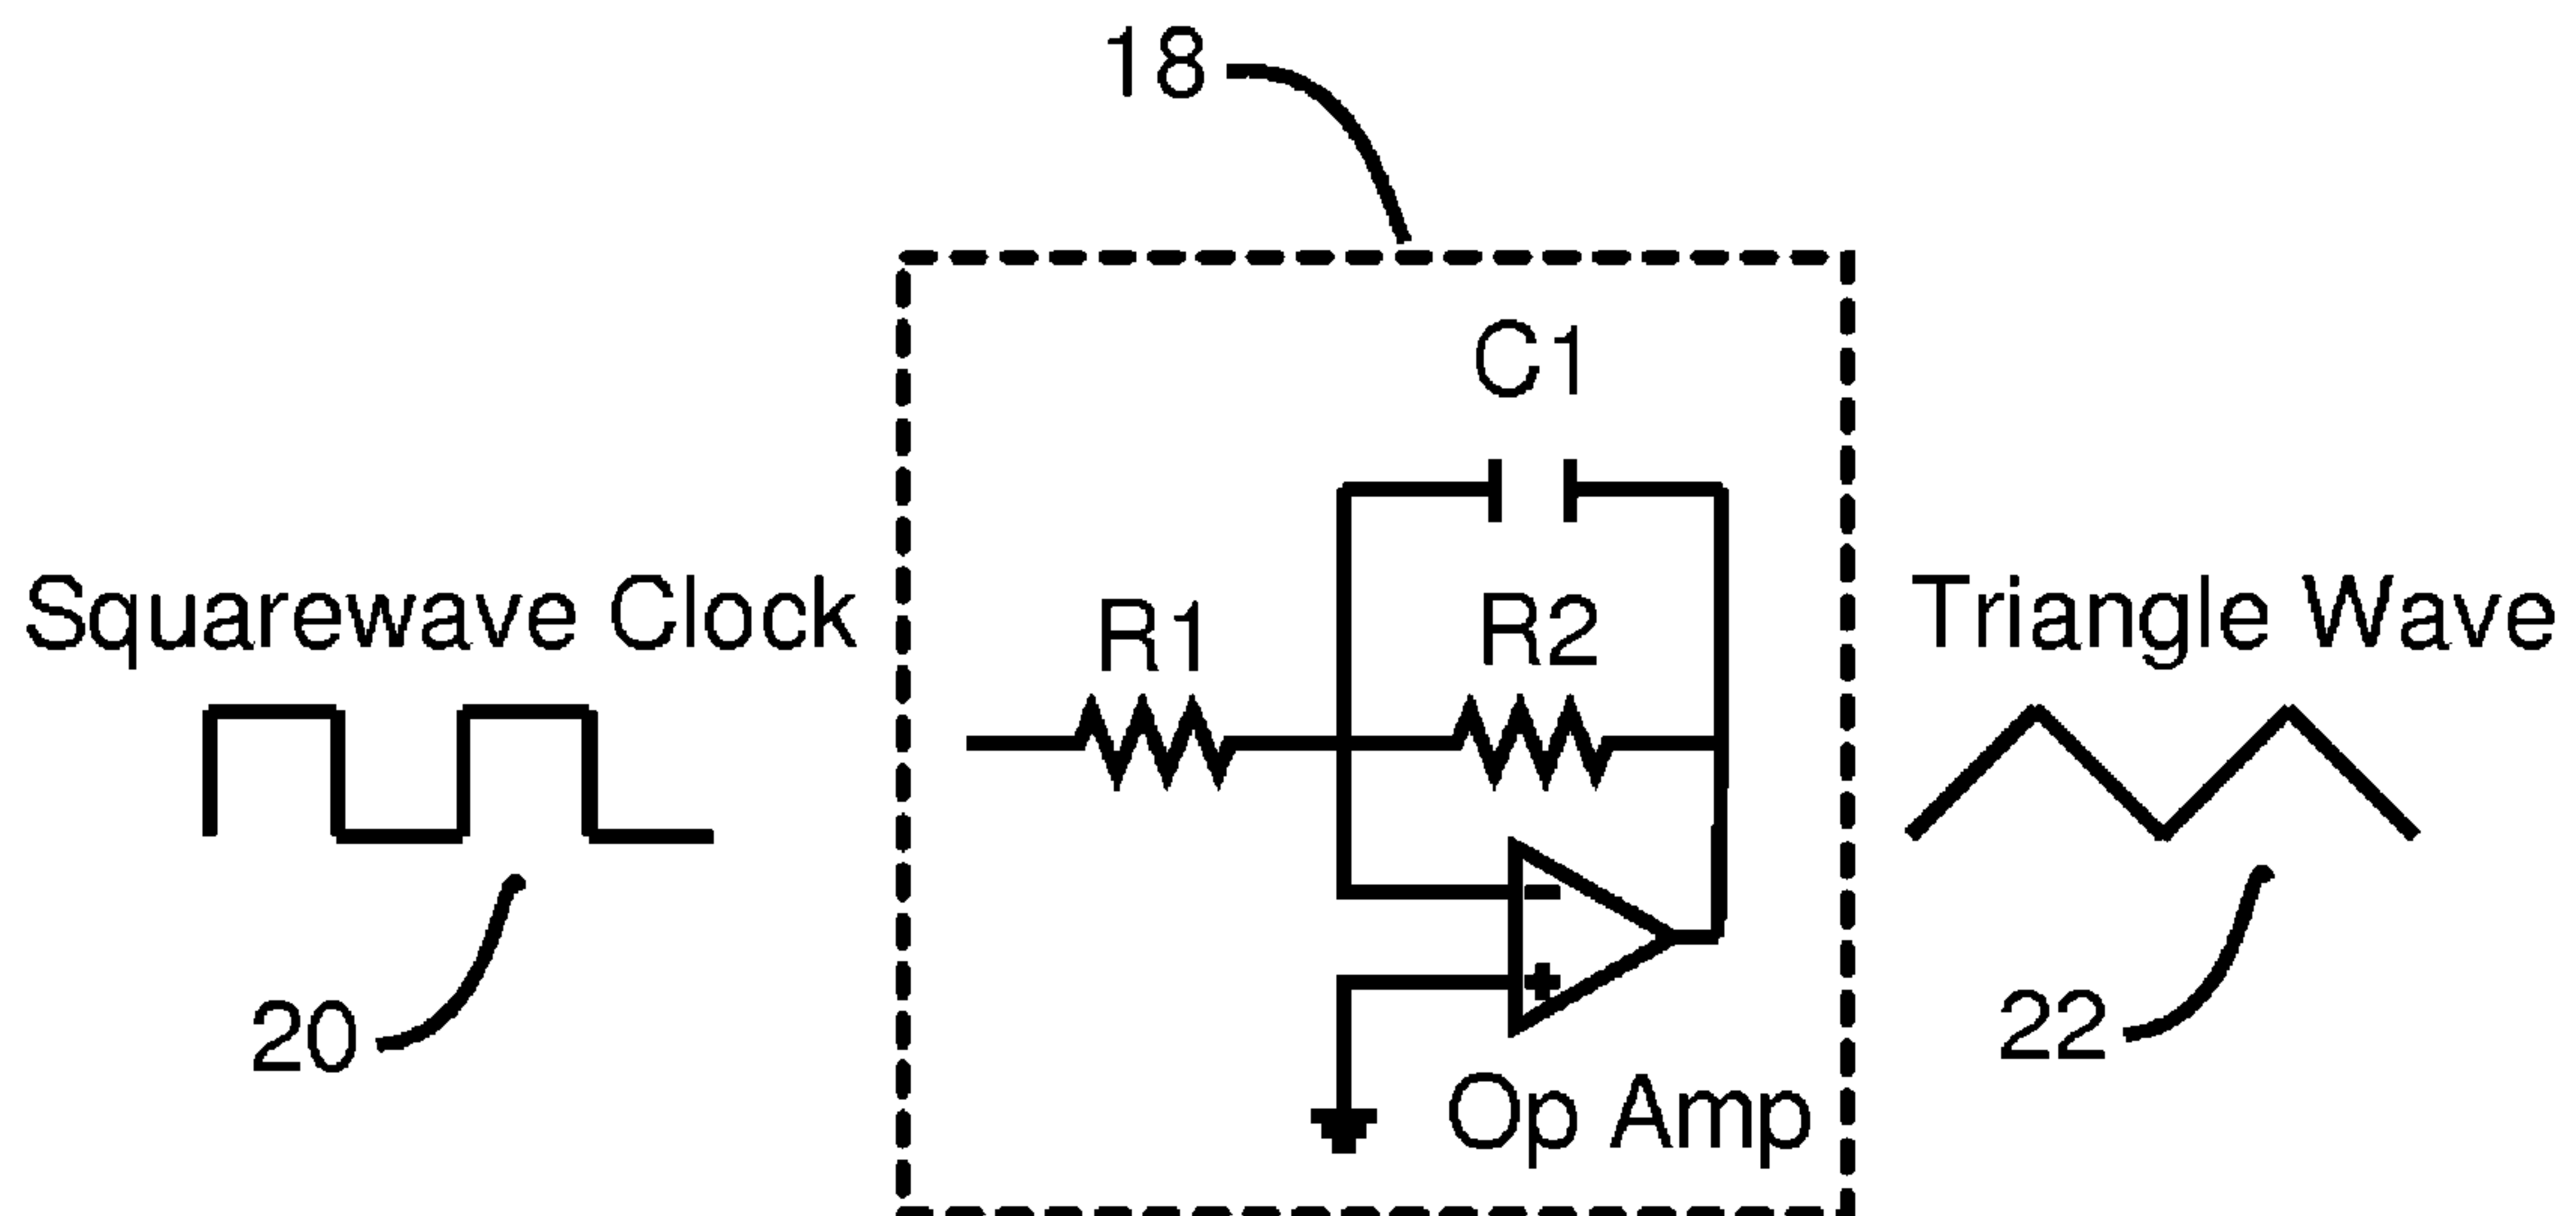 18
C1
Squarewave Clock
R1
R2
Triangle Wave
-
+
20
22
Op Amp